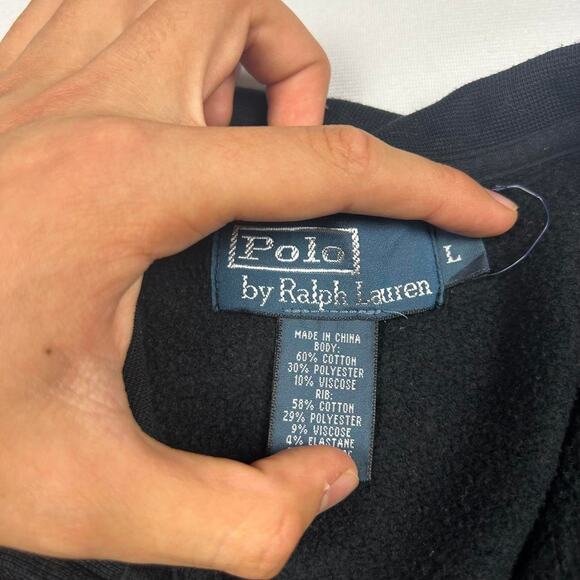 Polo
by Ralph Lauren
L
MADE IN CHINA
BODY:
60% COTTON
30% POLYESTER
10% VISCOSE
RIB:
58% COTTON
29% POLYESTER
9% VISCOSE
4% ELASTANE